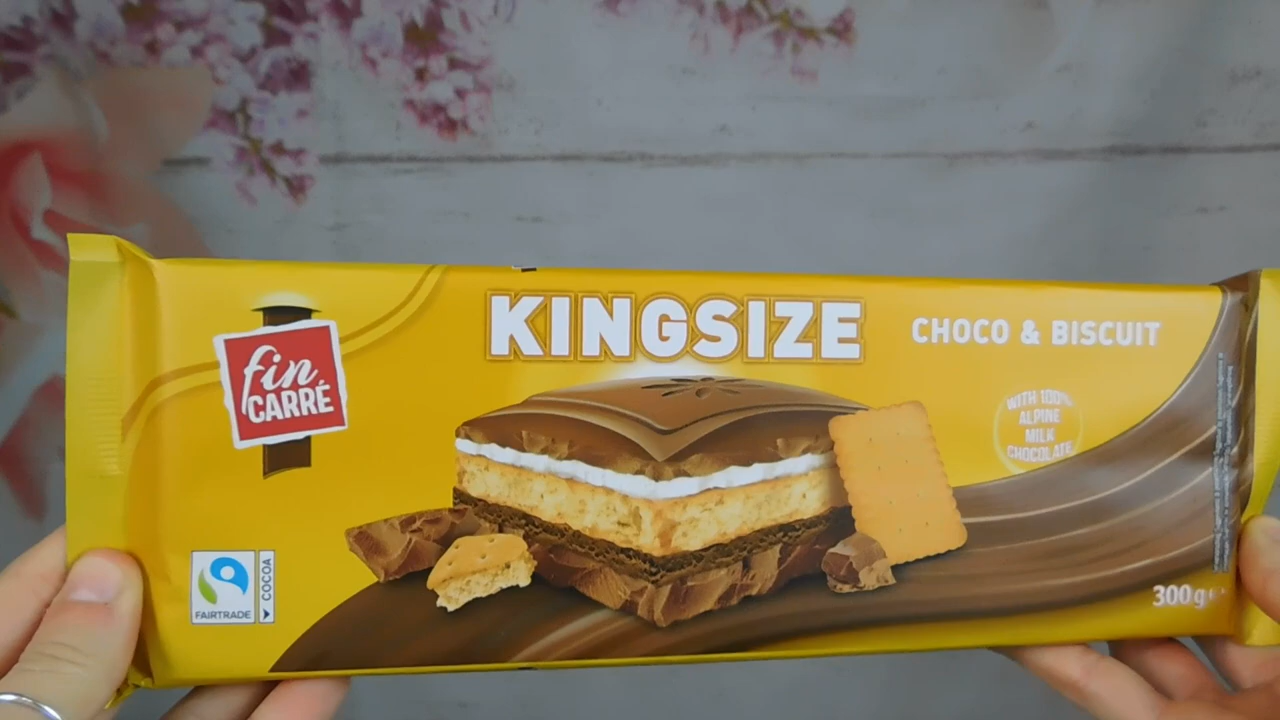 fin
CARRÉ
KINGSIZE
CHOCO & BISCUIT
WITH 100%
ALPINE
MILK
CHOCOLATE
FAIRTRADE
COCOA
300g